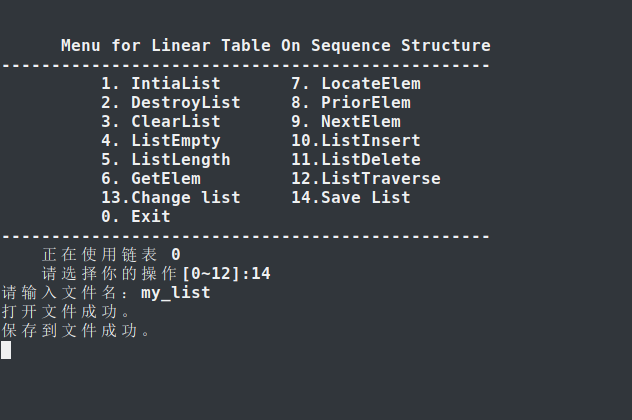 Menu for Linear Table On Sequence Structure
-------------------------------------------------
1. IntiaList 7. LocateElem
2. DestroyList 8. PriorElem
3. ClearList 9. NextElem
4. ListEmpty 10.ListInsert
5. ListLength 11.ListDelete
6. GetElem 12.ListTraverse
13.Change list 14.Save List
0. Exit
-------------------------------------------------
正在使用链表 0
请选择你的操作[0~12]:14
请输入文件名：my_list
打开文件成功。
保存到文件成功。